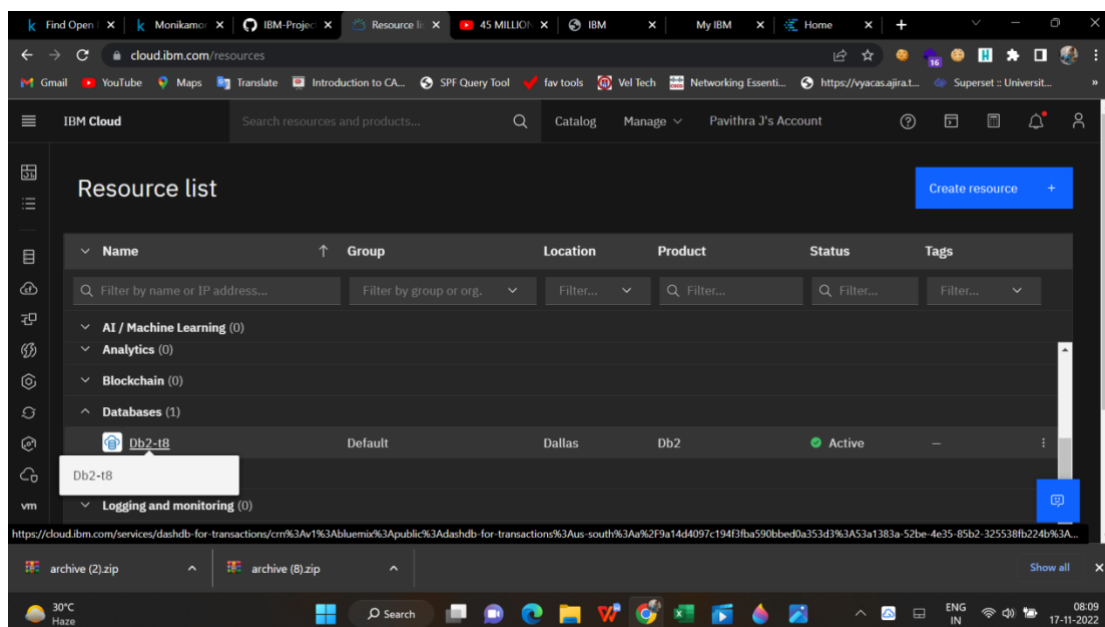 Find Open
Monikamor
IBM-Projec
Resource li
45 MILLION
IBM
My IBM
Home
cloud.ibm.com/resources
16
Gmail YouTube Maps Translate Introduction to CA... SPF Query Tool fav tools Vel Tech Networking Essenti... https://vyacas.ajira.t... Superset :: Universit... »
IBM Cloud Search resources and products... Catalog Manage Pavithra J's Account
Resource list
Create resource +
Name Group Location Product Status Tags
Filter by name or IP address... Filter by group or org. Filter... Filter... Filter... Filter...
AI / Machine Learning (0)
Analytics (0)
Blockchain (0)
Databases (1)
Db2-t8 Default Dallas Db2 Active –
Db2-t8
vm
Logging and monitoring (0)
https://cloud.ibm.com/services/dashdb-for-transactions/crn%3Av1%3Abluemix%3Apublic%3Adashdb-for-transactions%3Aus-south%3Aa%2F9a14d4097c194f3fba590bbed0a353d3%3A53a1383a-52be-4e35-85b2-325538fb224b%3A...
archive (2).zip archive (8).zip Show all
30°C
Haze
Search
ENG
IN
08:09
17-11-2022